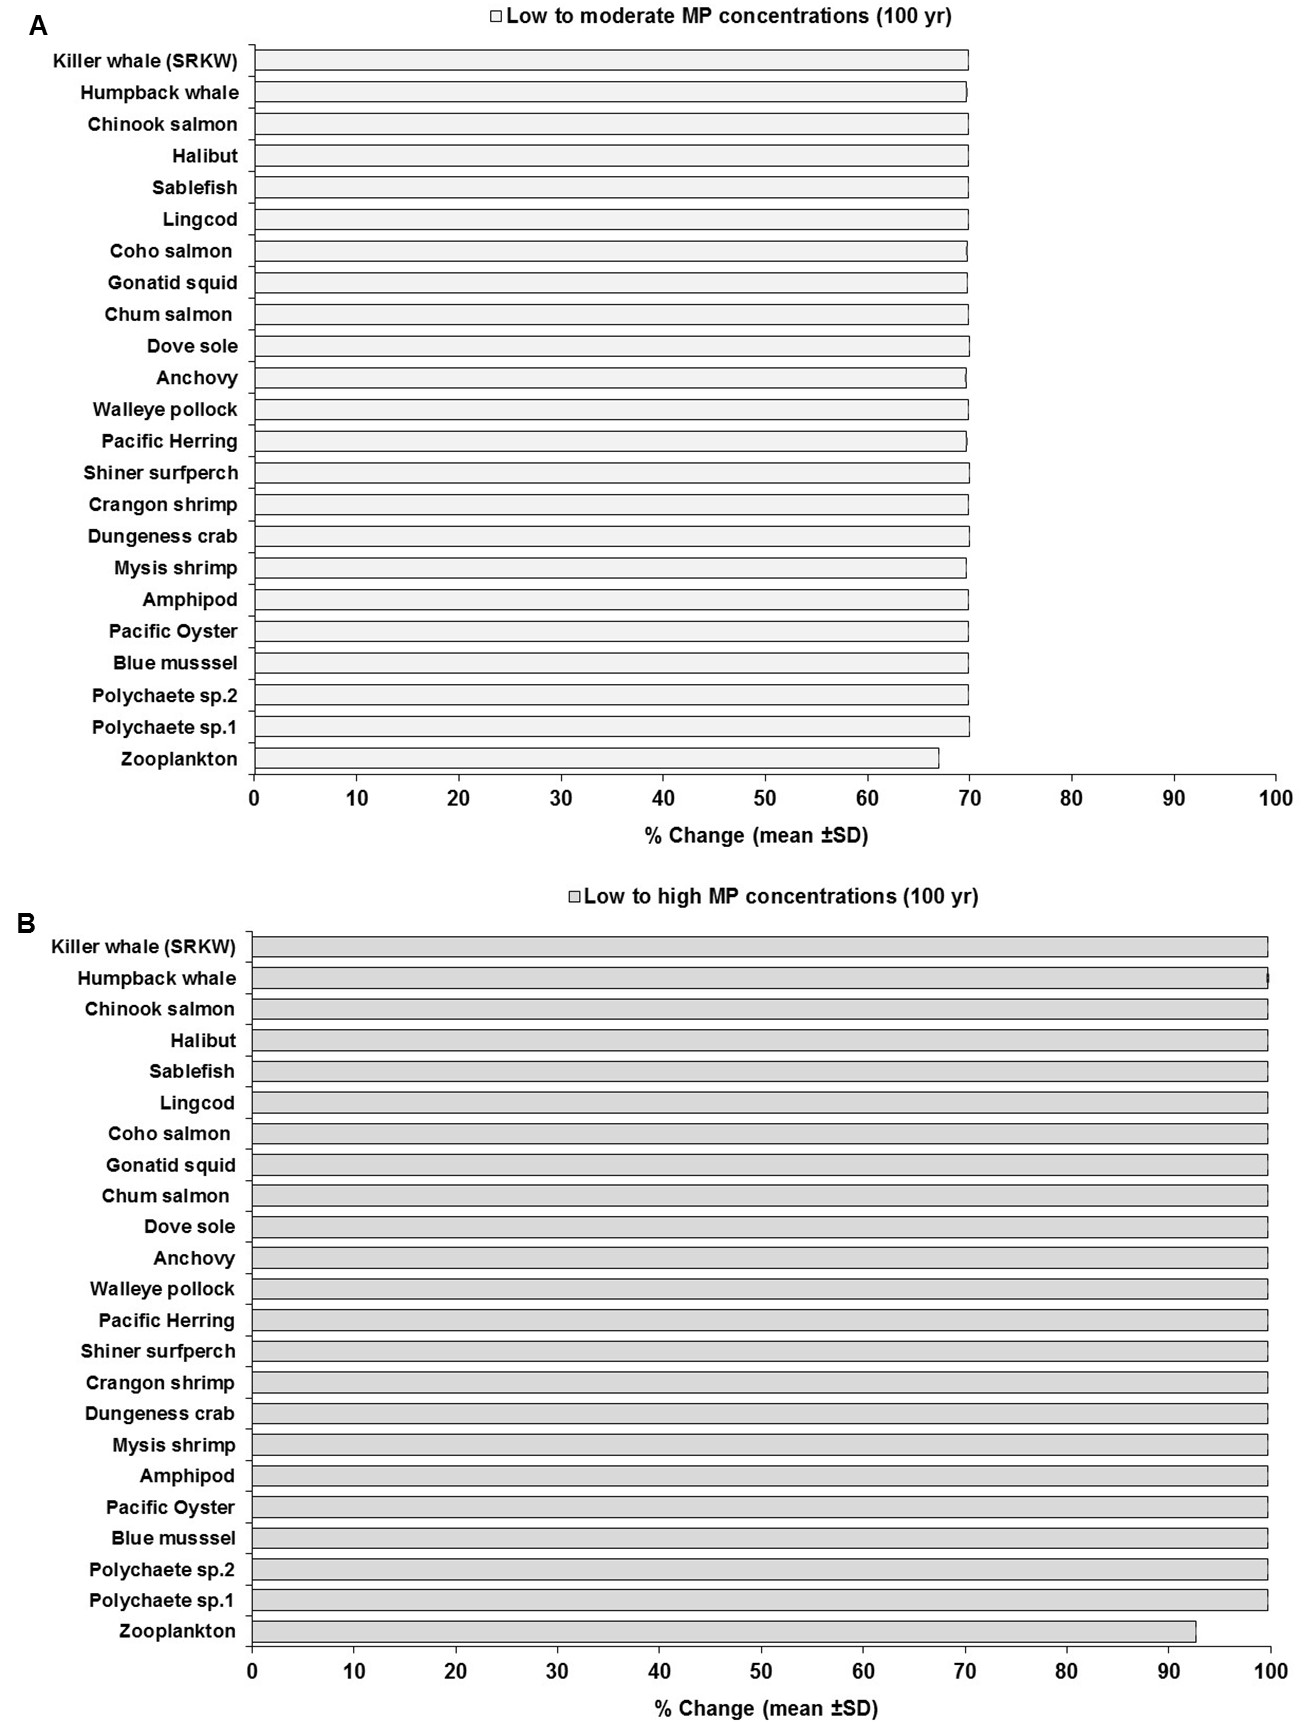 A
Low to moderate MP concentrations (100 yr)
Killer whale (SRKW)
Humpback whale
Chinook salmon
Halibut
Sablefish
Lingcod
Coho salmon
Gonatid squid
Chum salmon
Dove sole
Anchovy
Walleye pollock
Pacific Herring
Shiner surfperch
Crangon shrimp
Dungeness crab
Mysis shrimp
Amphipod
Pacific Oyster
Blue musssel
Polychaete sp.2
Polychaete sp.1
Zooplankton
0 10 20 30 40 50 60 70 80 90 100
% Change (mean ±SD)
B
Low to high MP concentrations (100 yr)
Killer whale (SRKW)
Humpback whale
Chinook salmon
Halibut
Sablefish
Lingcod
Coho salmon
Gonatid squid
Chum salmon
Dove sole
Anchovy
Walleye pollock
Pacific Herring
Shiner surfperch
Crangon shrimp
Dungeness crab
Mysis shrimp
Amphipod
Pacific Oyster
Blue musssel
Polychaete sp.2
Polychaete sp.1
Zooplankton
0 10 20 30 40 50 60 70 80 90 100
% Change (mean ±SD)